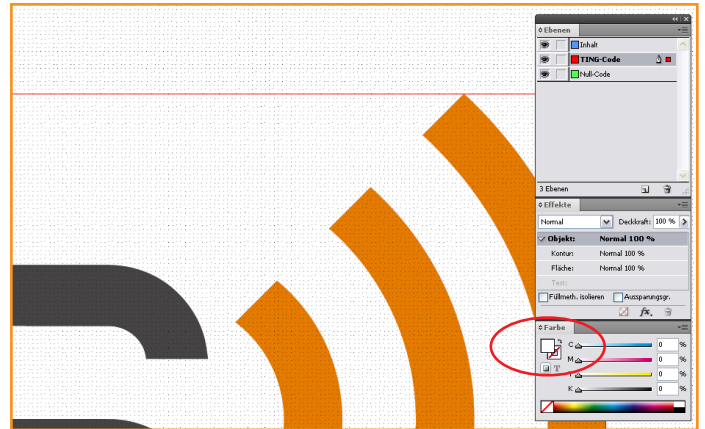 Ebenen
Inhalt
TING-Code
Null-Code
3 Ebenen
Effekte
Normal Deckkraft: 100 %
Objekt: Normal 100 %
Kontur: Normal 100 %
Fläche: Normal 100 %
Text:
Füllmeth. isolieren Aussparungsgr.
fx.
Farbe
C 0 %
M 0 %
T Y 0 %
K 0 %